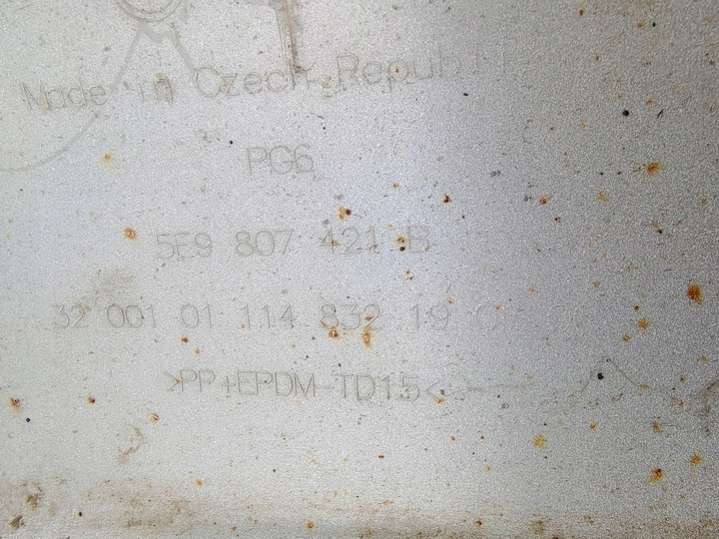 Made in Czech Republic
PG6
5E9 807 421 B
32 001 01 114 832 19
>PP+EPDM-TD15<